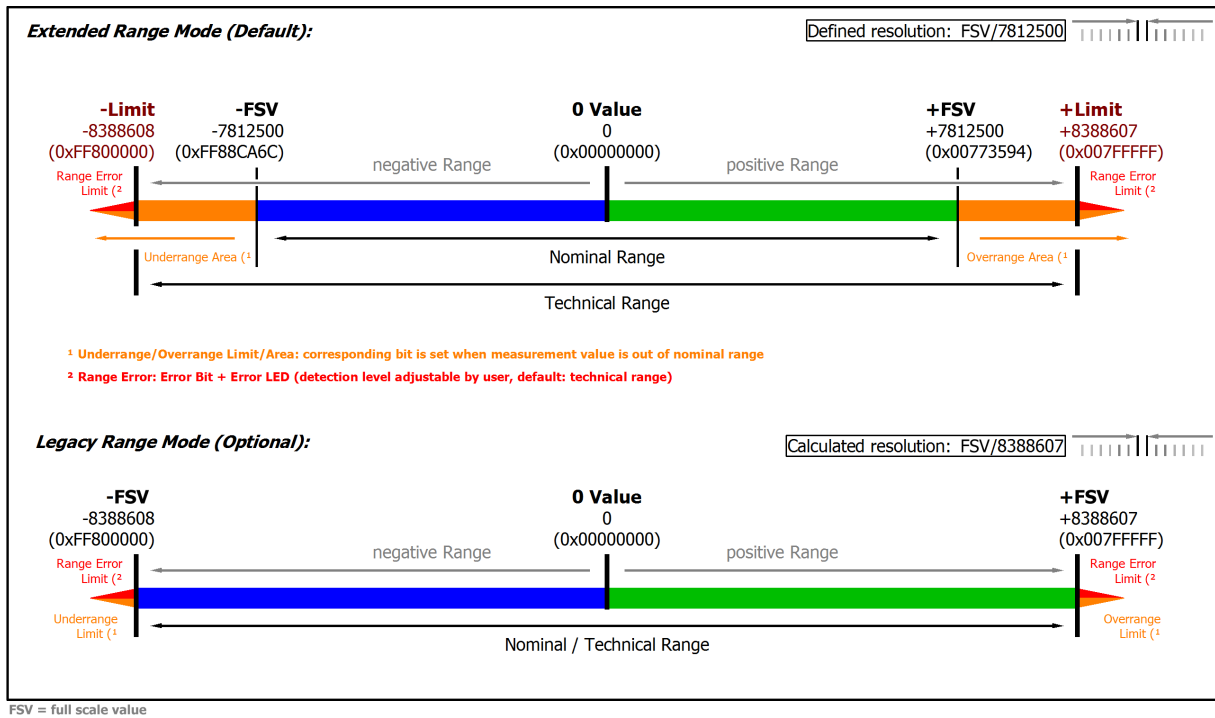 Extended Range Mode (Default):
Defined resolution: FSV/7812500
-Limit
-8388608
(0xFF800000)
-FSV
-7812500
(0xFF88CA6C)
0 Value
0
(0x00000000)
+FSV
+7812500
(0x00773594)
+Limit
+8388607
(0x007FFFFF)
negative Range
positive Range
Range Error
Limit (²
Range Error
Limit (²
Underrange Area (¹
Nominal Range
Overrange Area (¹
Technical Range
¹ Underrange/Overrange Limit/Area: corresponding bit is set when measurement value is out of nominal range
² Range Error: Error Bit + Error LED (detection level adjustable by user, default: technical range)
Legacy Range Mode (Optional):
Calculated resolution: FSV/8388607
-FSV
-8388608
(0xFF800000)
0 Value
0
(0x00000000)
+FSV
+8388607
(0x007FFFFF)
negative Range
positive Range
Range Error
Limit (²
Range Error
Limit (²
Underrange
Limit (¹
Overrange
Limit (¹
Nominal / Technical Range
FSV = full scale value